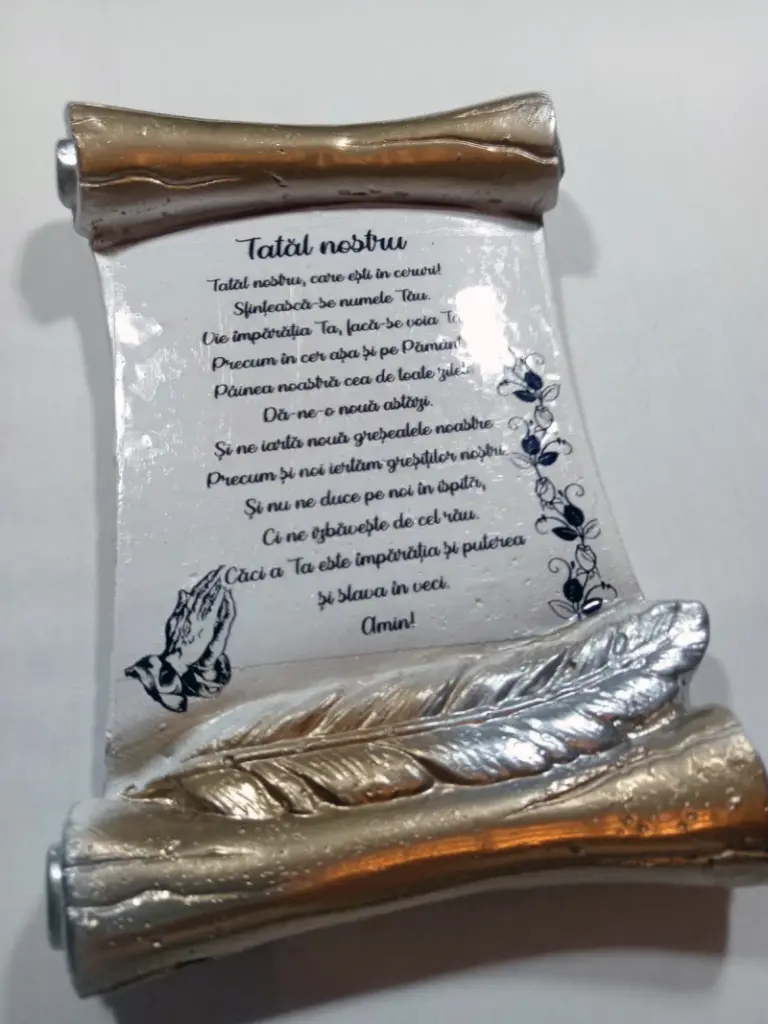 Tatăl nostru
Tatăl nostru, care ești în ceruri!
Sfințească-se numele Tău.
Vie împărăția Ta, facă-se voia
Precum în cer așa și pe Pământ
Pâinea noastră cea de toate zilele
Dă-ne-o nouă astăzi.
Și ne iartă nouă greșealele noastre
Precum și noi iertăm greșiților noștri.
Și nu ne duce pe noi în ispită,
Ci ne izbăvește de cel rău.
Căci a Ta este împărăția și puterea
și slava în veci.
Amin!